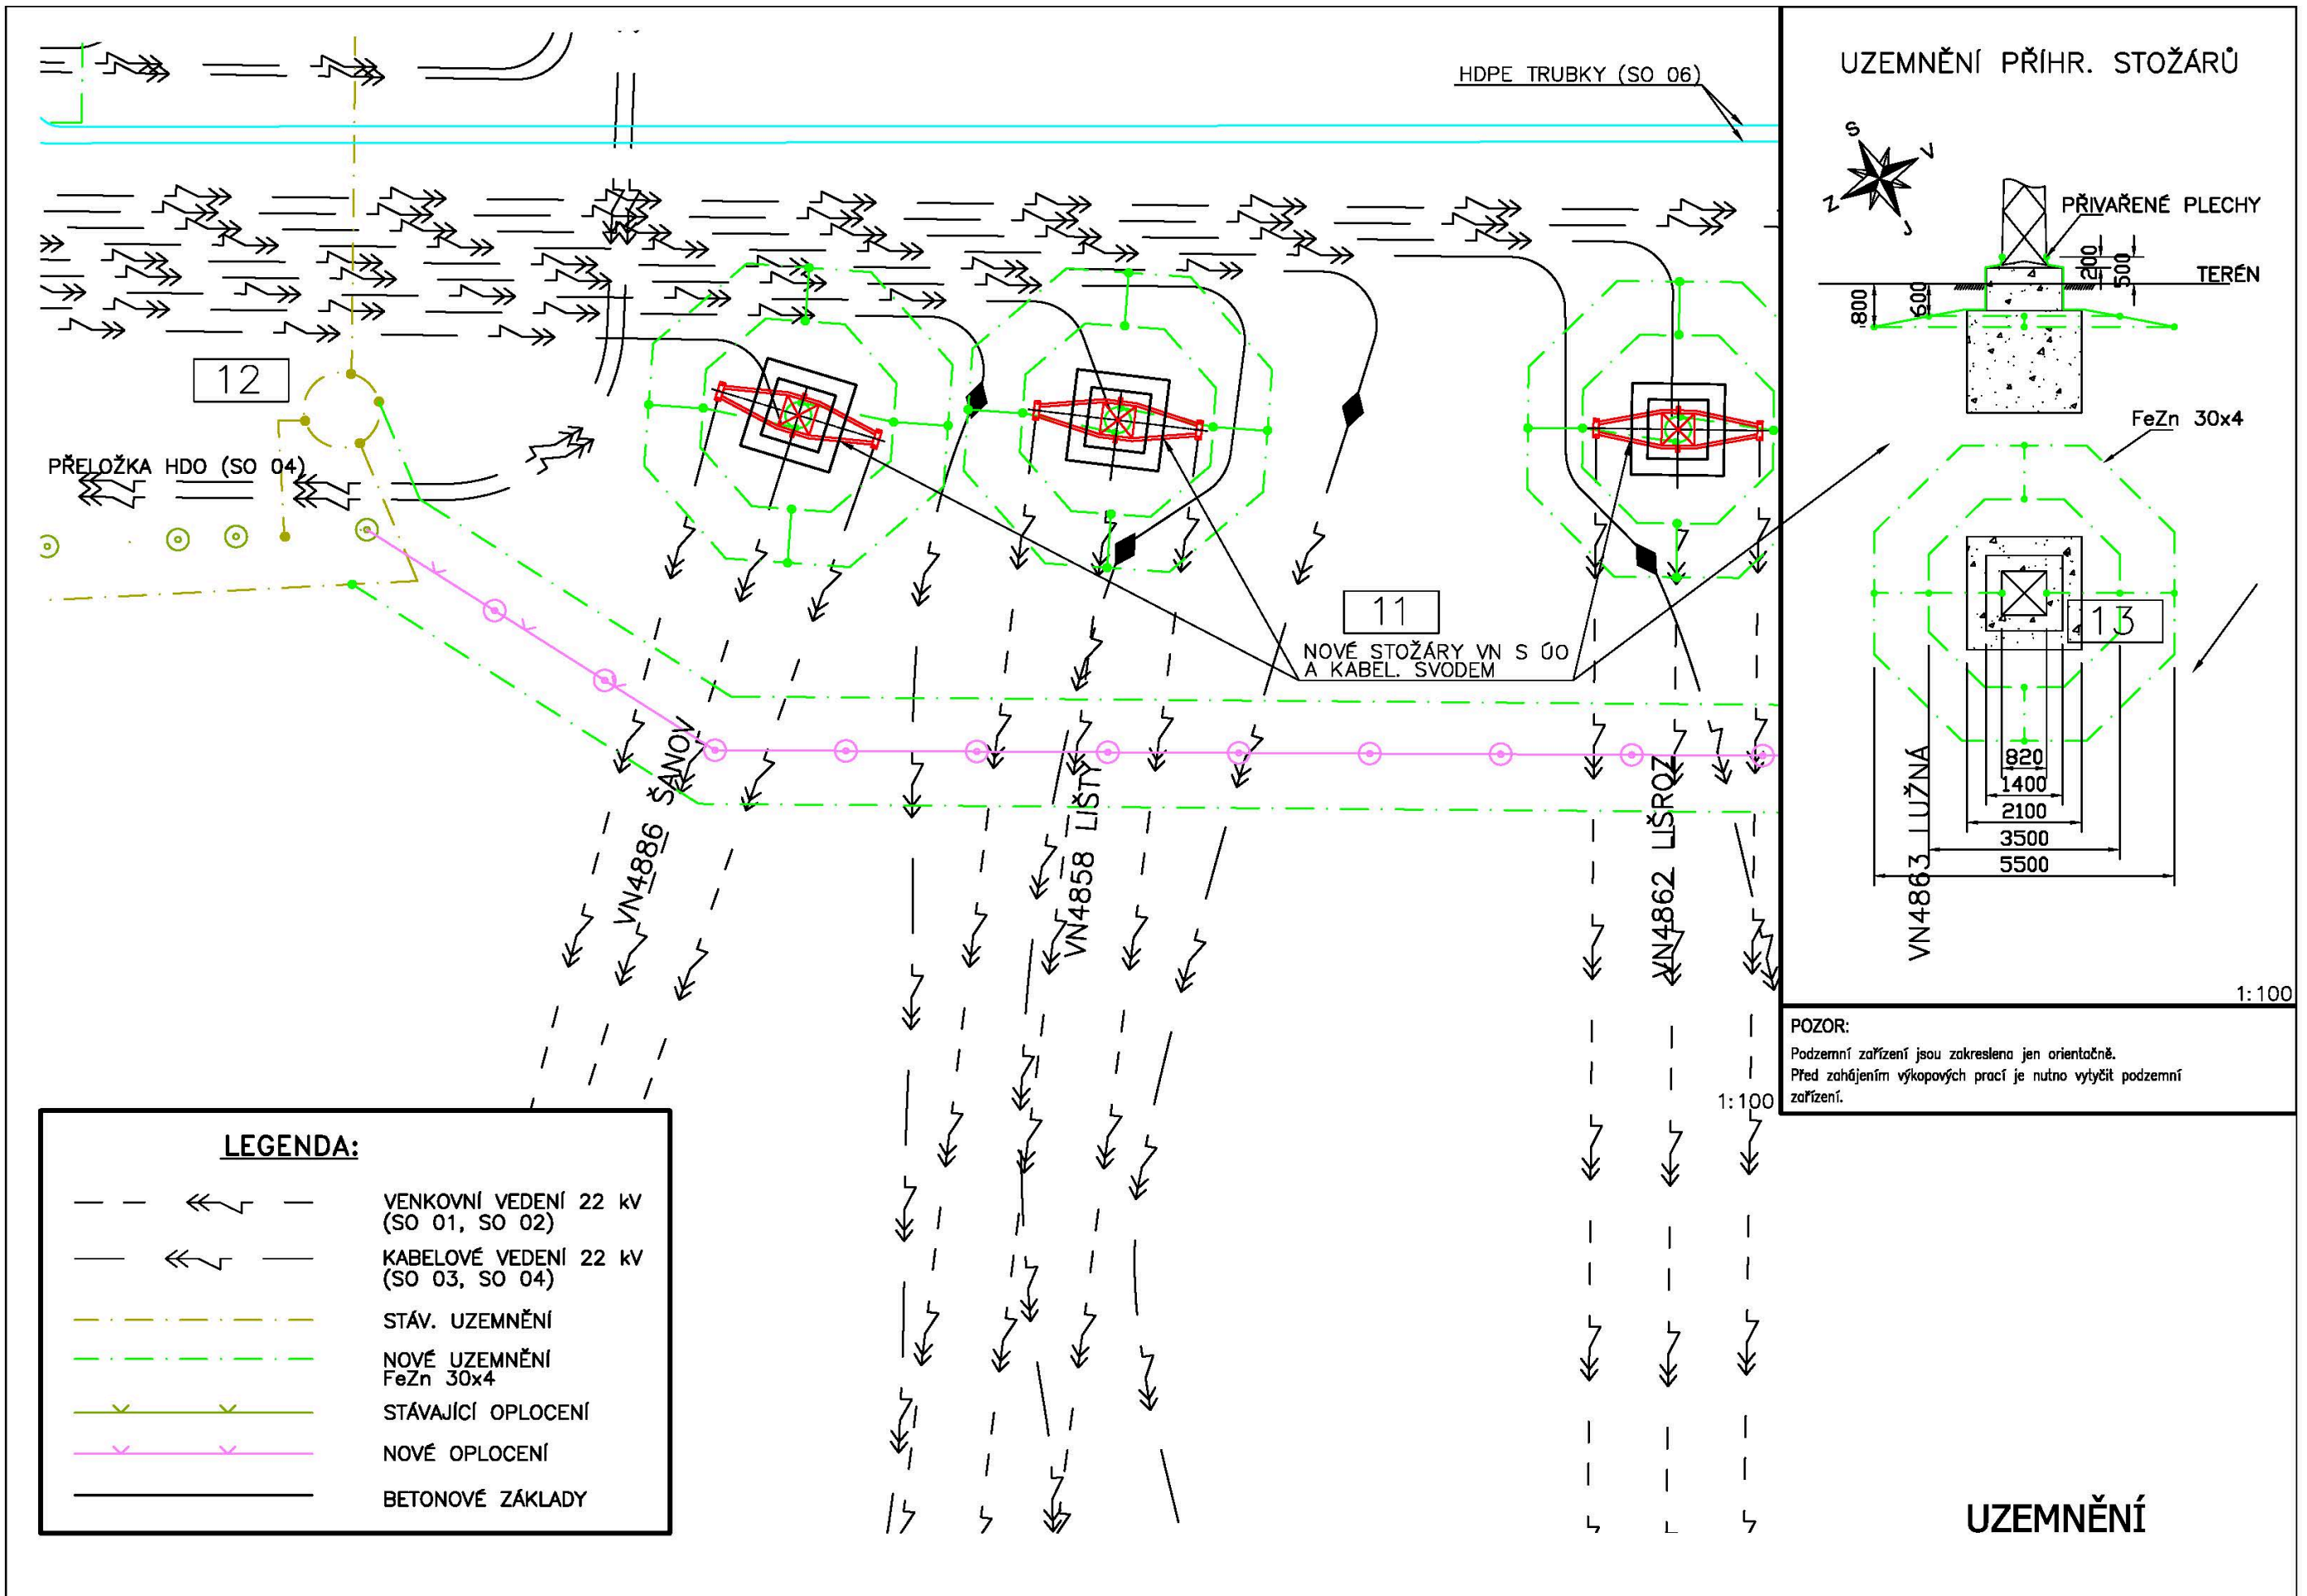 HDPE TRUBKY (SO 06)
12
PŘELOŽKA HDO (SO 04)
11
NOVÉ STOŽÁRY VN S ÚO
A KABEL. SVODEM
VN4886 ŠANOV
VN4858 LIŠTY
VN4862 LIŠROZ
1:100
UZEMNĚNÍ PŘÍHR. STOŽÁRŮ
S
V
Z
J
PŘIVAŘENÉ PLECHY
200
500
TERÉN
800
600
FeZn 30x4
13
VN4863 LUŽNÁ
820
1400
2100
3500
5500
1:100
POZOR:
Podzemní zařízení jsou zakreslena jen orientačně.
Před zahájením výkopových prací je nutno vytyčit podzemní
zařízení.
LEGENDA:
VENKOVNÍ VEDENÍ 22 kV
(SO 01, SO 02)
KABELOVÉ VEDENÍ 22 kV
(SO 03, SO 04)
STÁV. UZEMNĚNÍ
NOVÉ UZEMNĚNÍ
FeZn 30x4
STÁVAJÍCÍ OPLOCENÍ
NOVÉ OPLOCENÍ
BETONOVÉ ZÁKLADY
UZEMNĚNÍ